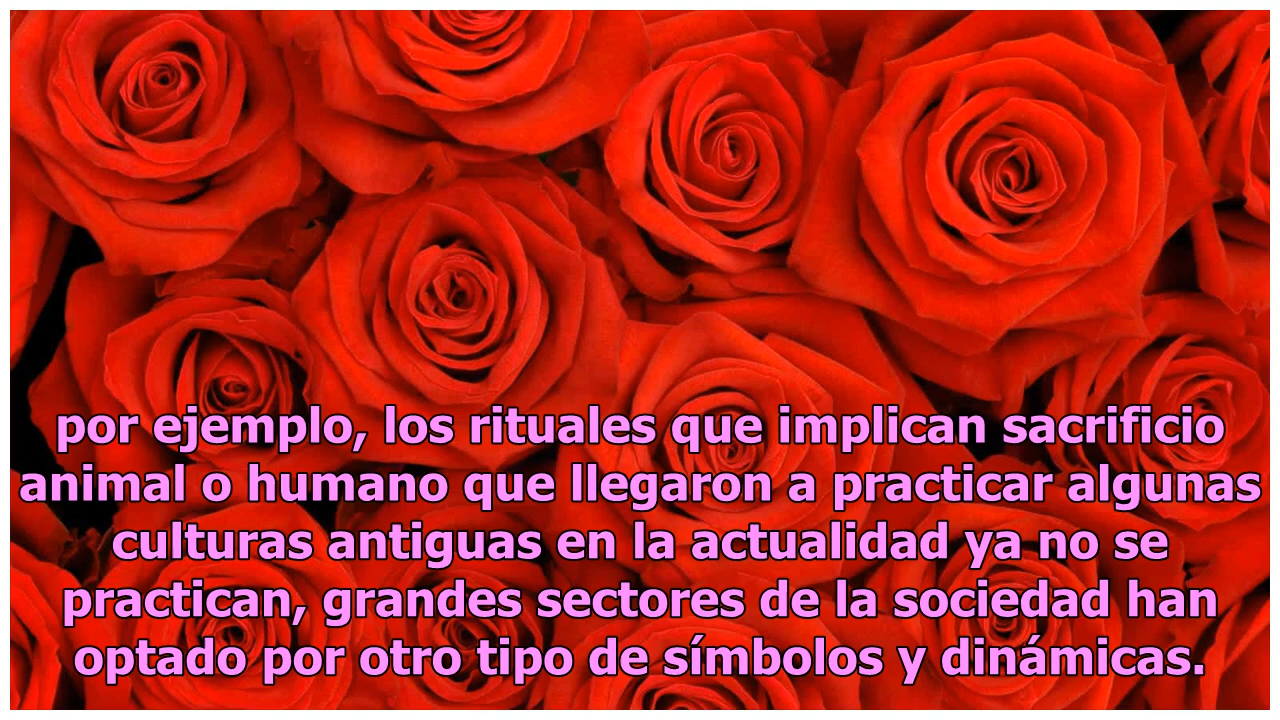 por ejemplo, los rituales que implican sacrificio
animal o humano que llegaron a practicar algunas
culturas antiguas en la actualidad ya no se
practican, grandes sectores de la sociedad han
optado por otro tipo de símbolos y dinámicas.